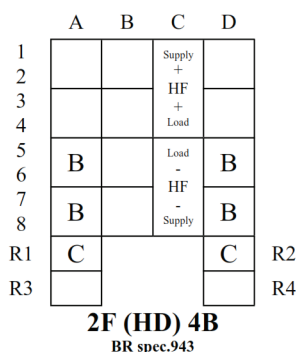 A B C D
1
2
3
4
5
6
7
8
Supply
+
HF
+
Load
Load
-
HF
-
Supply
B B
B B
R1 C C R2
R3 R4
2F (HD) 4B
BR spec.943